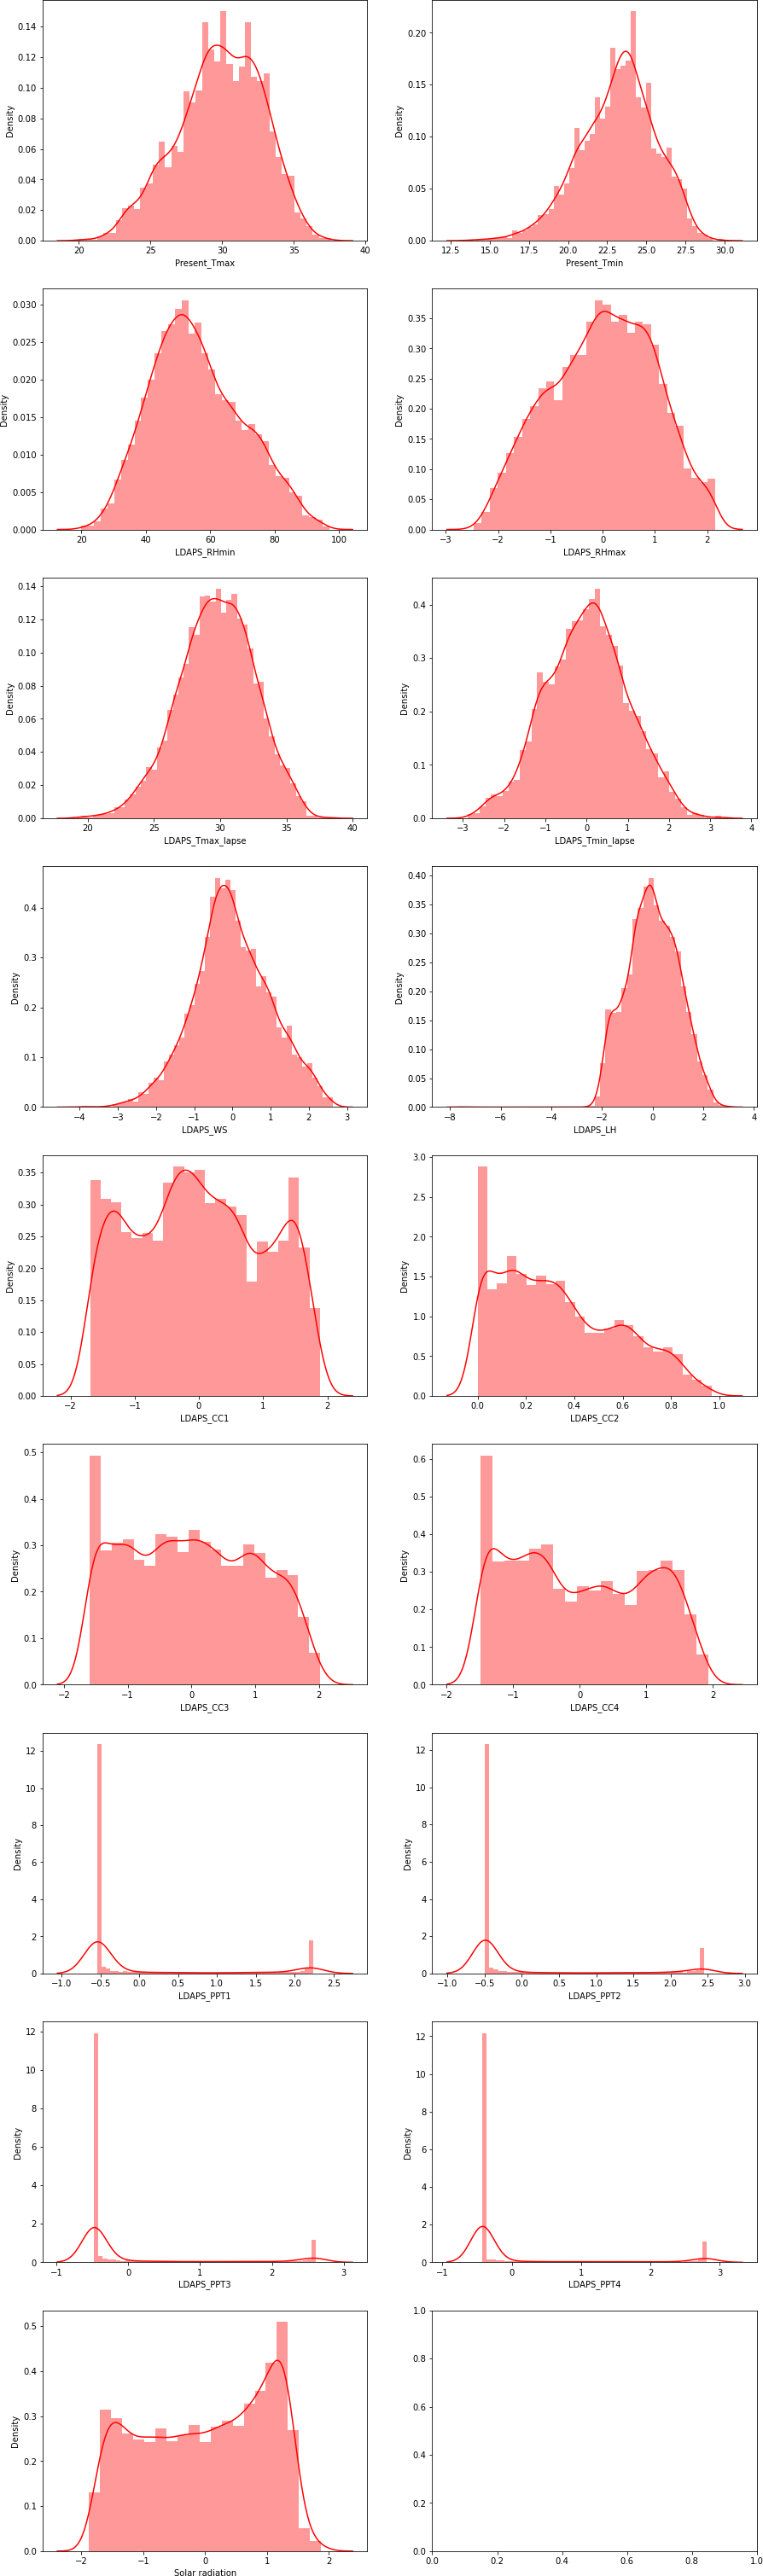 0.14
0.12
0.10
0.08
0.06
0.04
0.02
0.00
Density
20 25 30 35 40
Present_Tmax
0.20
0.15
0.10
0.05
0.00
Density
12.5 15.0 17.5 20.0 22.5 25.0 27.5 30.0
Present_Tmin
0.030
0.025
0.020
0.015
0.010
0.005
0.000
Density
20 40 60 80 100
LDAPS_RHmin
0.35
0.30
0.25
0.20
0.15
0.10
0.05
0.00
Density
−3 −2 −1 0 1 2
LDAPS_RHmax
0.14
0.12
0.10
0.08
0.06
0.04
0.02
0.00
Density
20 25 30 35 40
LDAPS_Tmax_lapse
0.4
0.3
0.2
0.1
0.0
Density
−3 −2 −1 0 1 2 3 4
LDAPS_Tmin_lapse
0.4
0.3
0.2
0.1
0.0
Density
−4 −3 −2 −1 0 1 2 3
LDAPS_WS
0.40
0.35
0.30
0.25
0.20
0.15
0.10
0.05
0.00
Density
−8 −6 −4 −2 0 2 4
LDAPS_LH
0.35
0.30
0.25
0.20
0.15
0.10
0.05
0.00
Density
−2 −1 0 1 2
LDAPS_CC1
3.0
2.5
2.0
1.5
1.0
0.5
0.0
Density
0.0 0.2 0.4 0.6 0.8 1.0
LDAPS_CC2
0.5
0.4
0.3
0.2
0.1
0.0
Density
−2 −1 0 1 2
LDAPS_CC3
0.6
0.5
0.4
0.3
0.2
0.1
0.0
Density
−2 −1 0 1 2
LDAPS_CC4
12
10
8
6
4
2
0
Density
−1.0 −0.5 0.0 0.5 1.0 1.5 2.0 2.5
LDAPS_PPT1
12
10
8
6
4
2
0
Density
−1.0 −0.5 0.0 0.5 1.0 1.5 2.0 2.5 3.0
LDAPS_PPT2
12
10
8
6
4
2
0
Density
−1 0 1 2 3
LDAPS_PPT3
12
10
8
6
4
2
0
Density
−1 0 1 2 3
LDAPS_PPT4
0.5
0.4
0.3
0.2
0.1
0.0
Density
−2 −1 0 1 2
Solar radiation
1.0
0.8
0.6
0.4
0.2
0.0
0.0 0.2 0.4 0.6 0.8 1.0